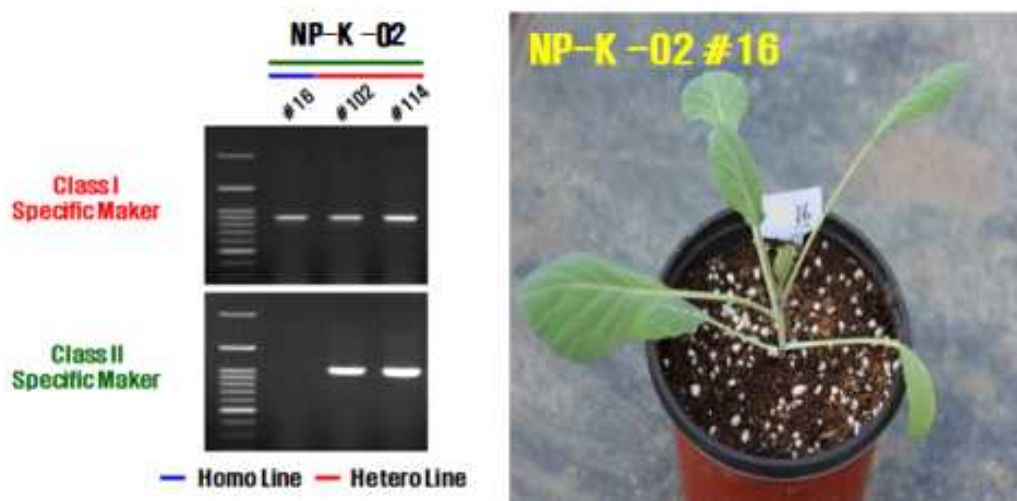 NP-K -02
#16
#102
#114
Class I
Specific Maker
Class II
Specific Maker
Homo Line
Hetero Line
NP-K -02 #16
16